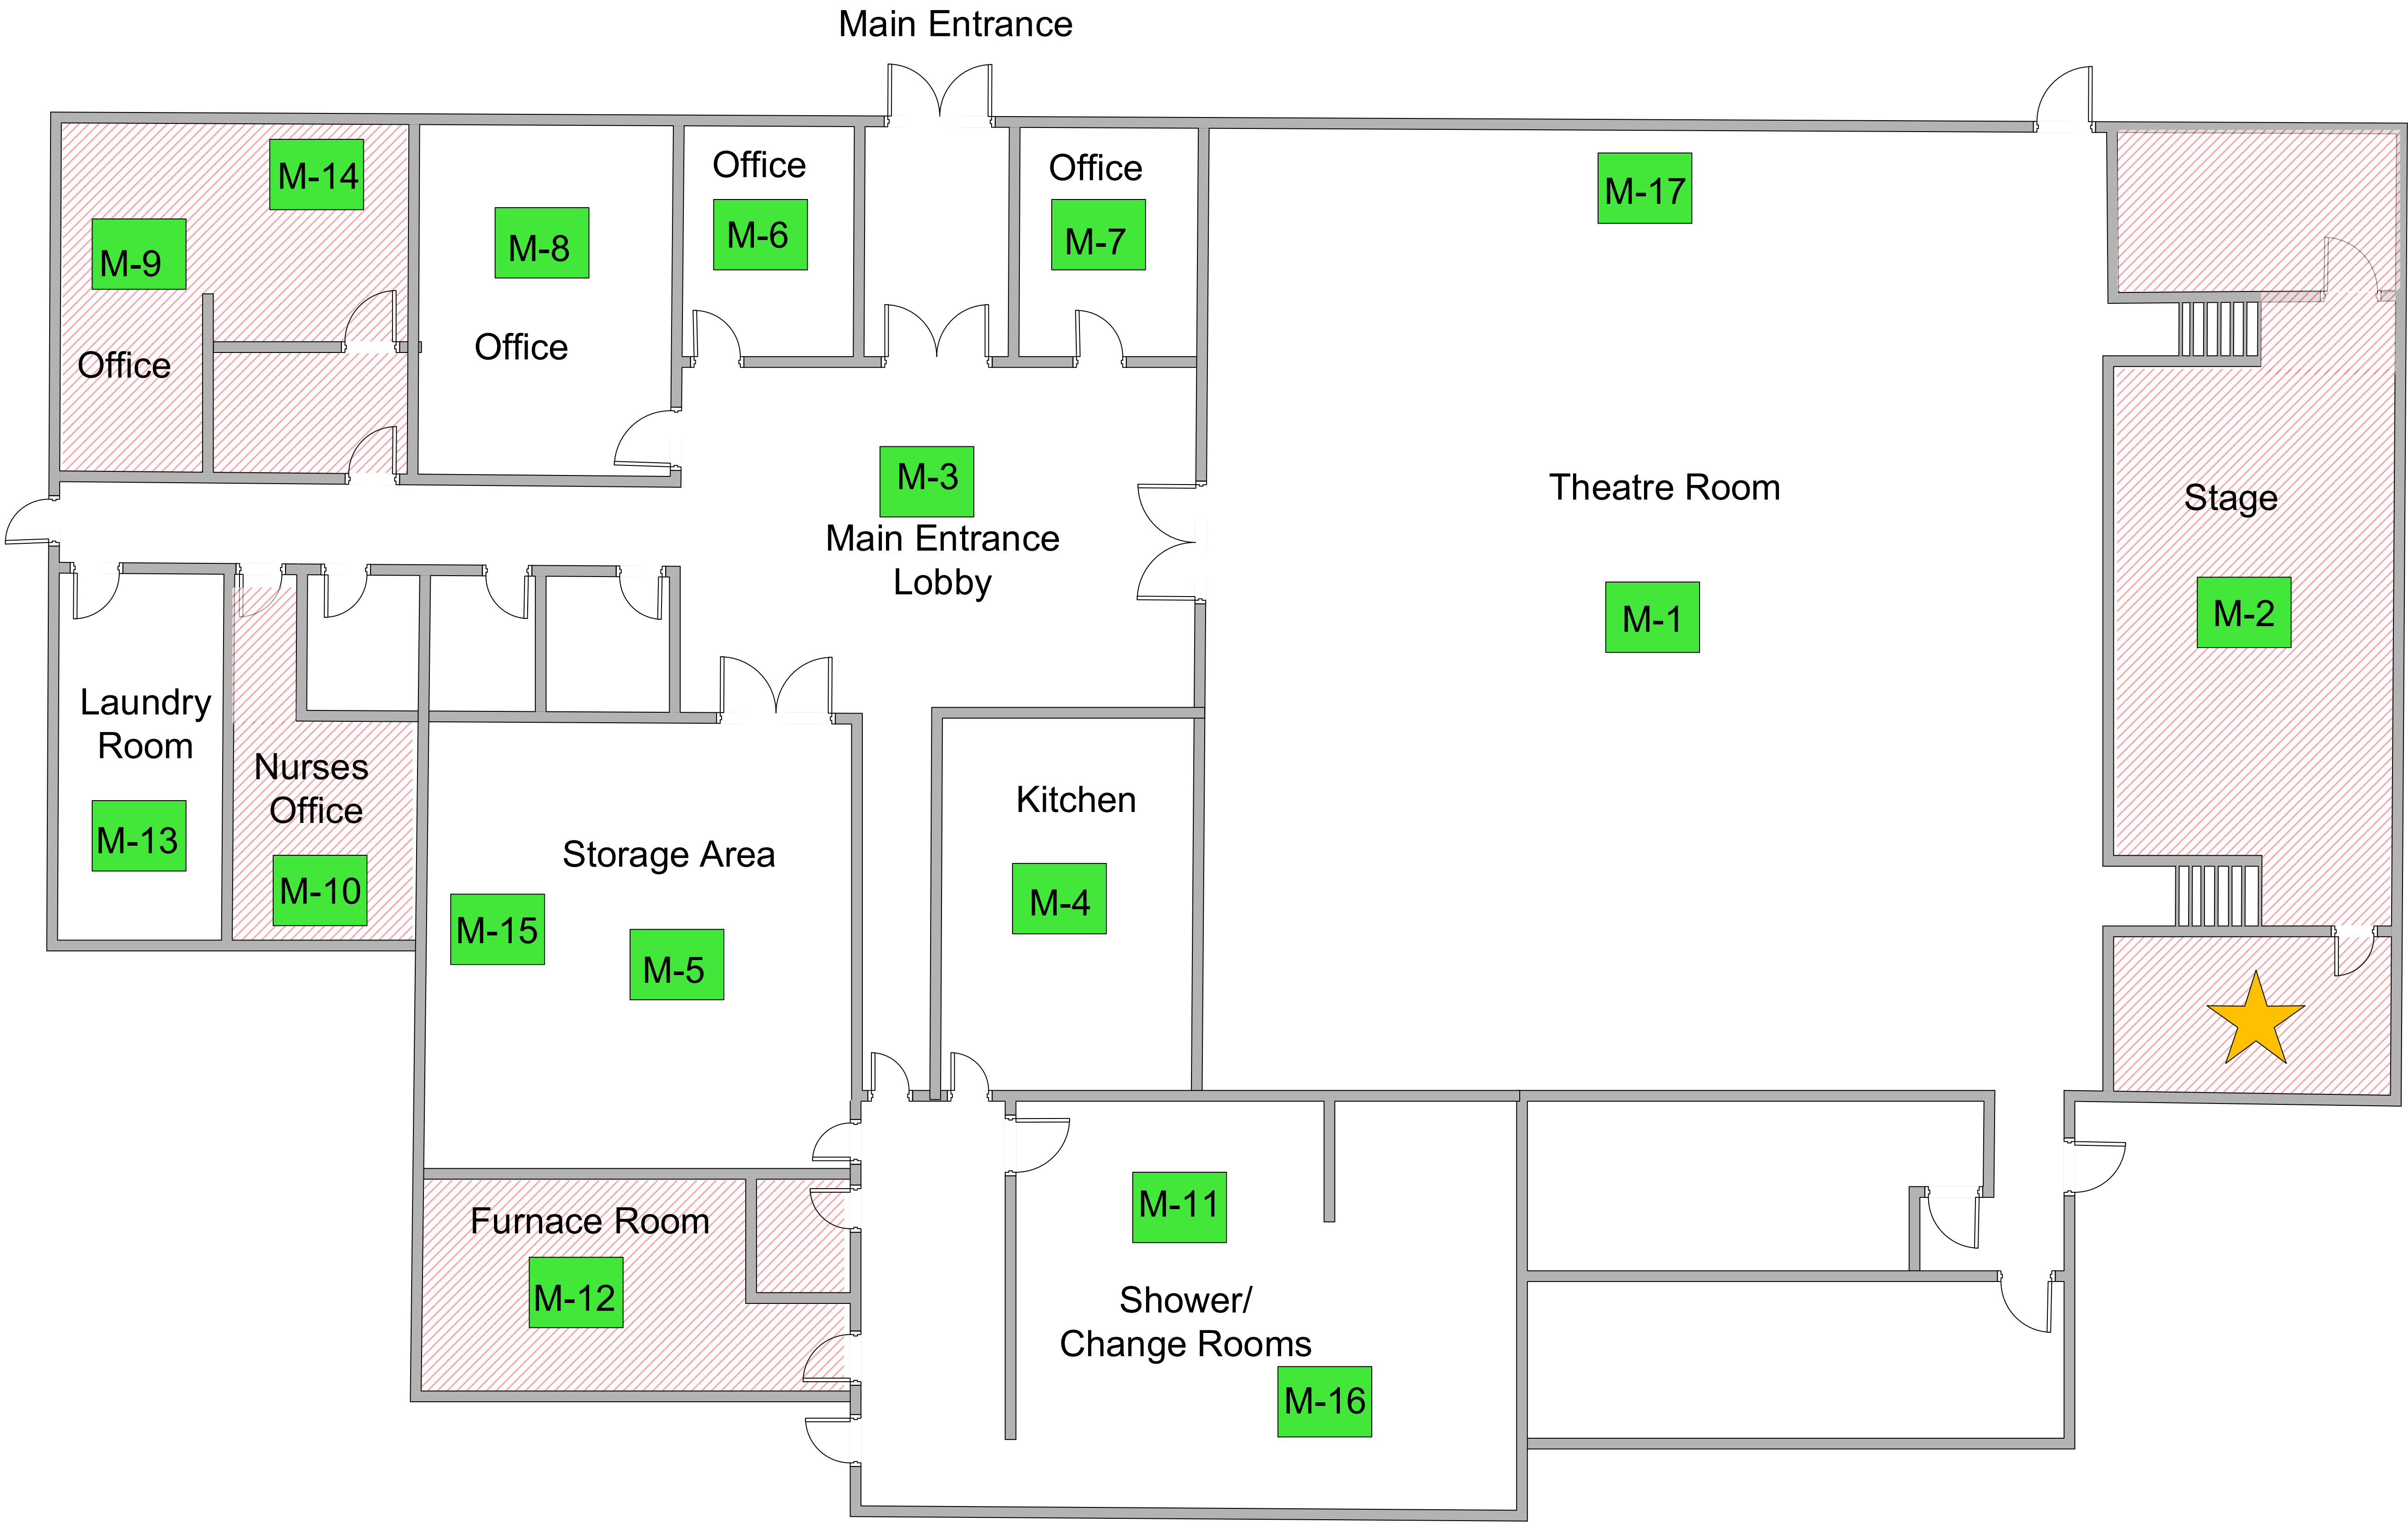 Main Entrance
M-14
M-9
Office
M-8
Office
Office
M-6
Office
M-7
M-17
M-3
Main Entrance
Lobby
Theatre Room
M-1
Stage
M-2
Laundry
Room
M-13
Nurses
Office
M-10
Storage Area
M-15
M-5
Kitchen
M-4
Furnace Room
M-12
M-11
Shower/
Change Rooms
M-16